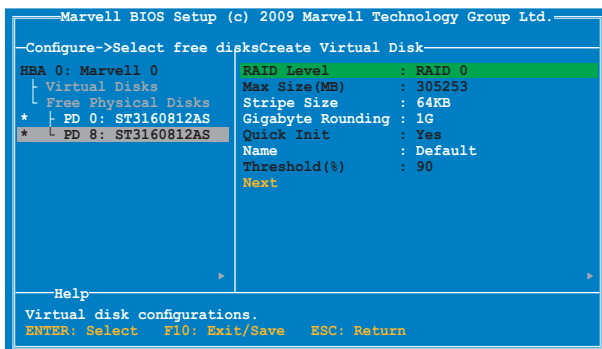 Marvell BIOS Setup (c) 2009 Marvell Technology Group Ltd.
Configure->Select free disksCreate Virtual Disk
HBA 0: Marvell 0
Virtual Disks
Free Physical Disks
* PD 0: ST3160812AS
* PD 8: ST3160812AS
RAID Level : RAID 0
Max Size(MB) : 305253
Stripe Size : 64KB
Gigabyte Rounding : 1G
Quick Init : Yes
Name : Default
Threshold(%) : 90
Next
Help
Virtual disk configurations.
ENTER: Select F10: Exit/Save ESC: Return